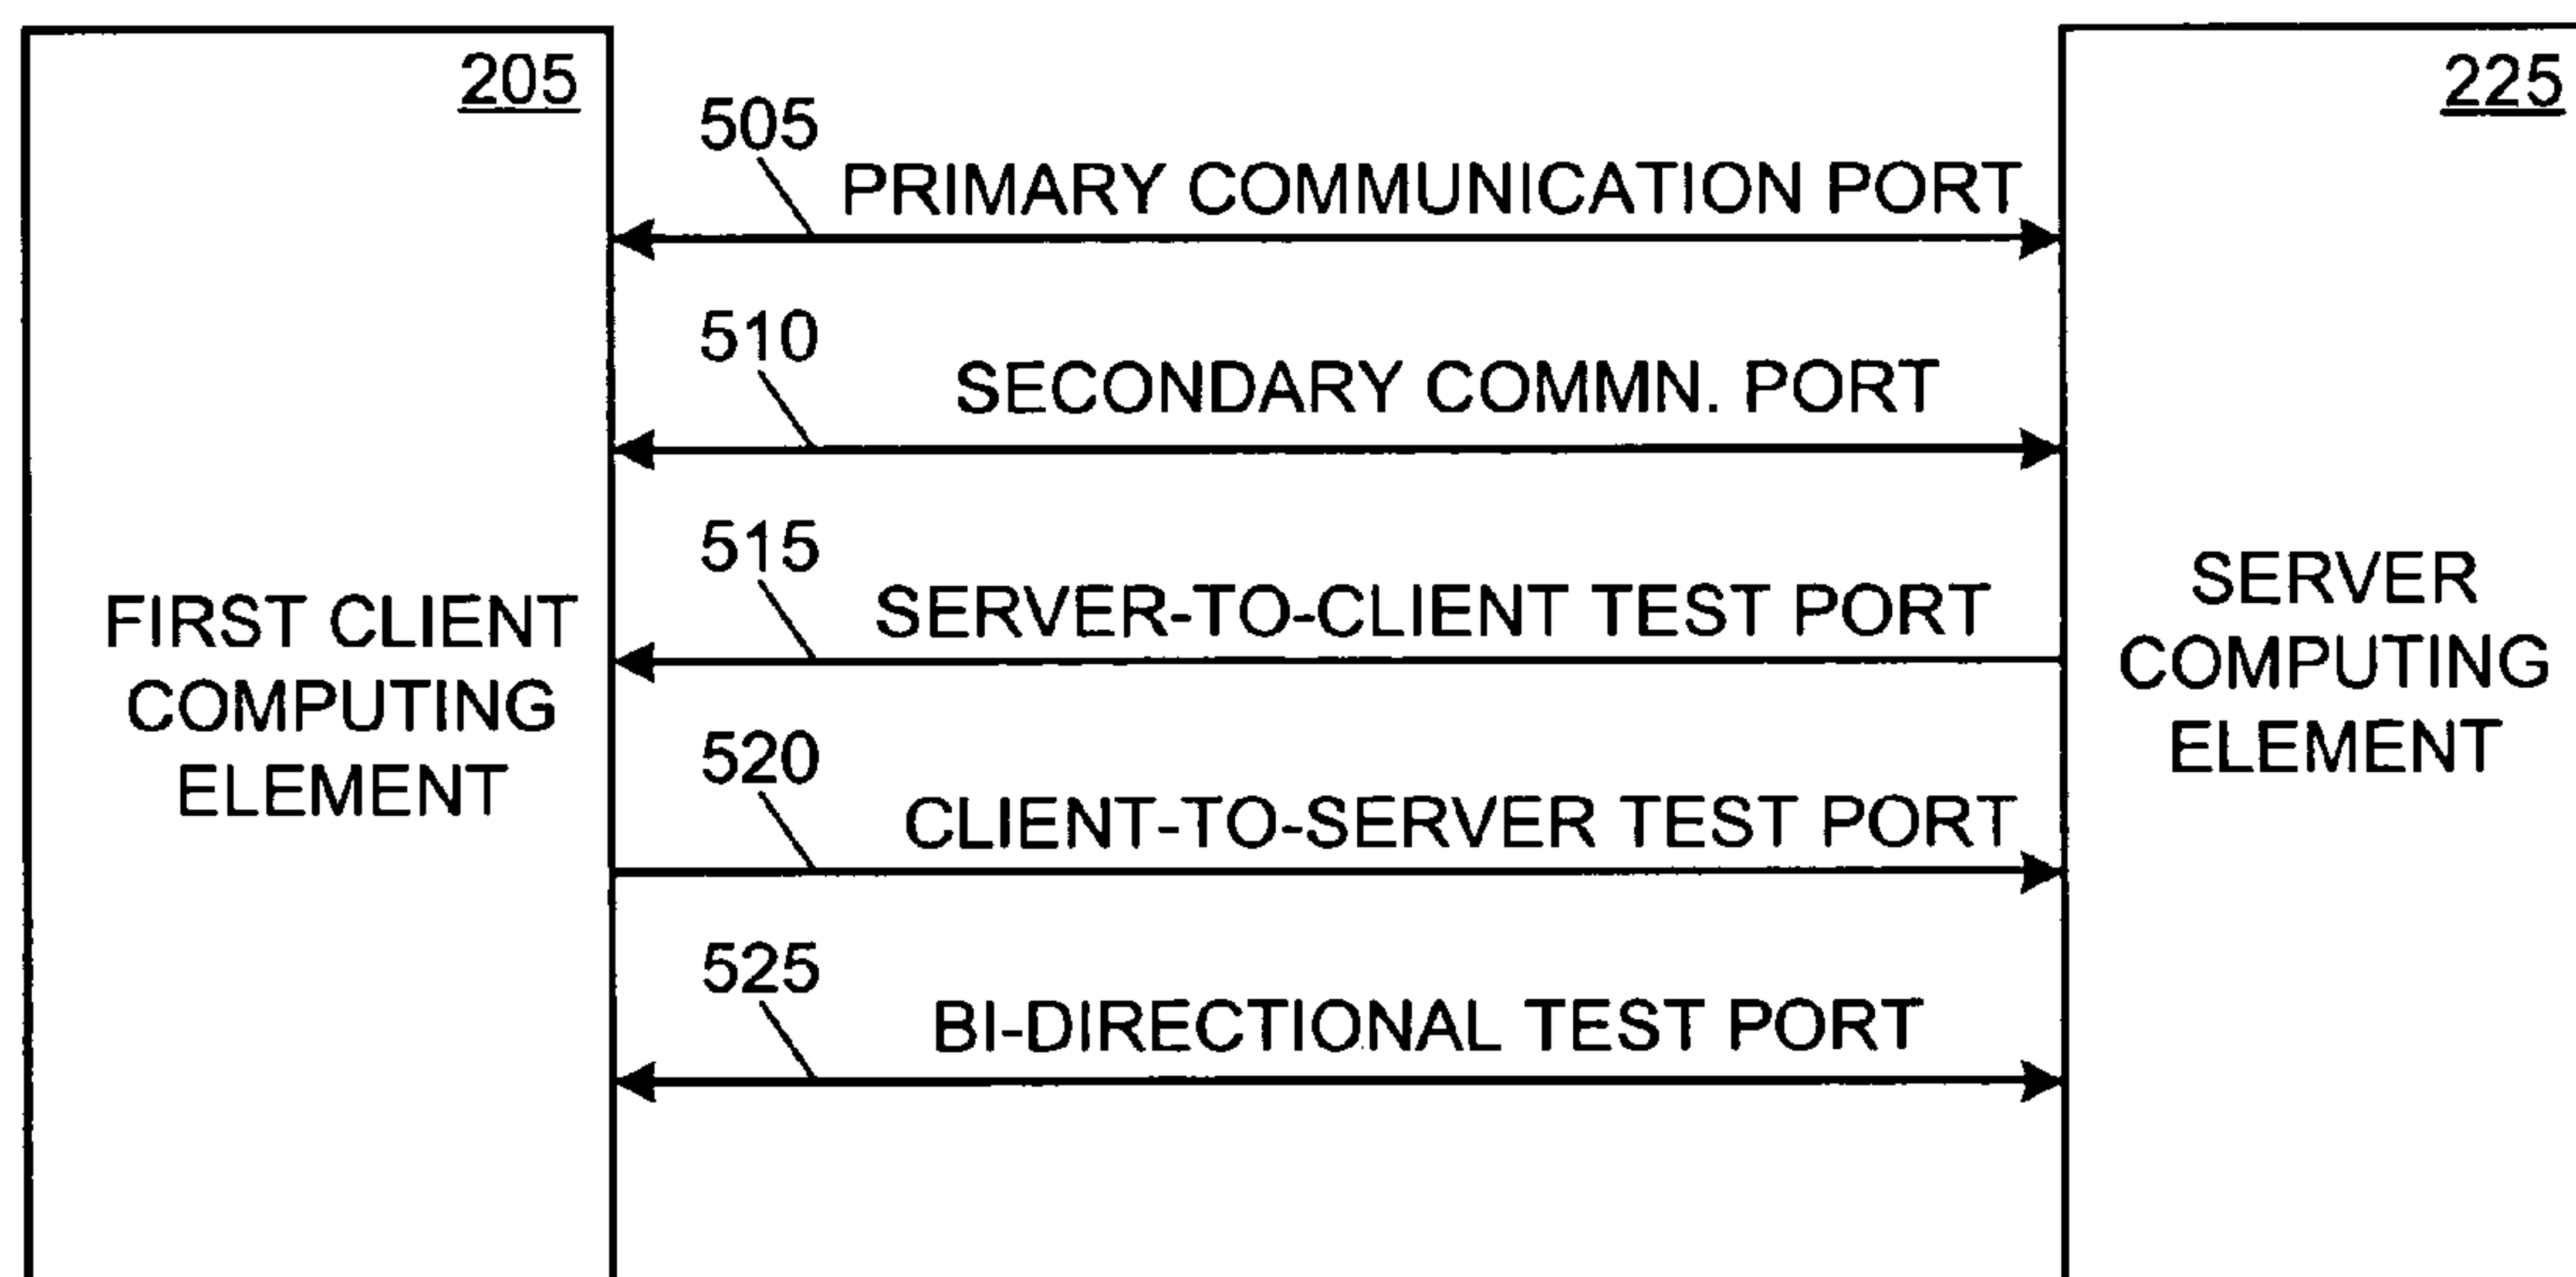 205
225
505
PRIMARY COMMUNICATION PORT
510
SECONDARY COMMN. PORT
515
SERVER-TO-CLIENT TEST PORT
520
CLIENT-TO-SERVER TEST PORT
525
BI-DIRECTIONAL TEST PORT
FIRST CLIENT
COMPUTING
ELEMENT
SERVER
COMPUTING
ELEMENT